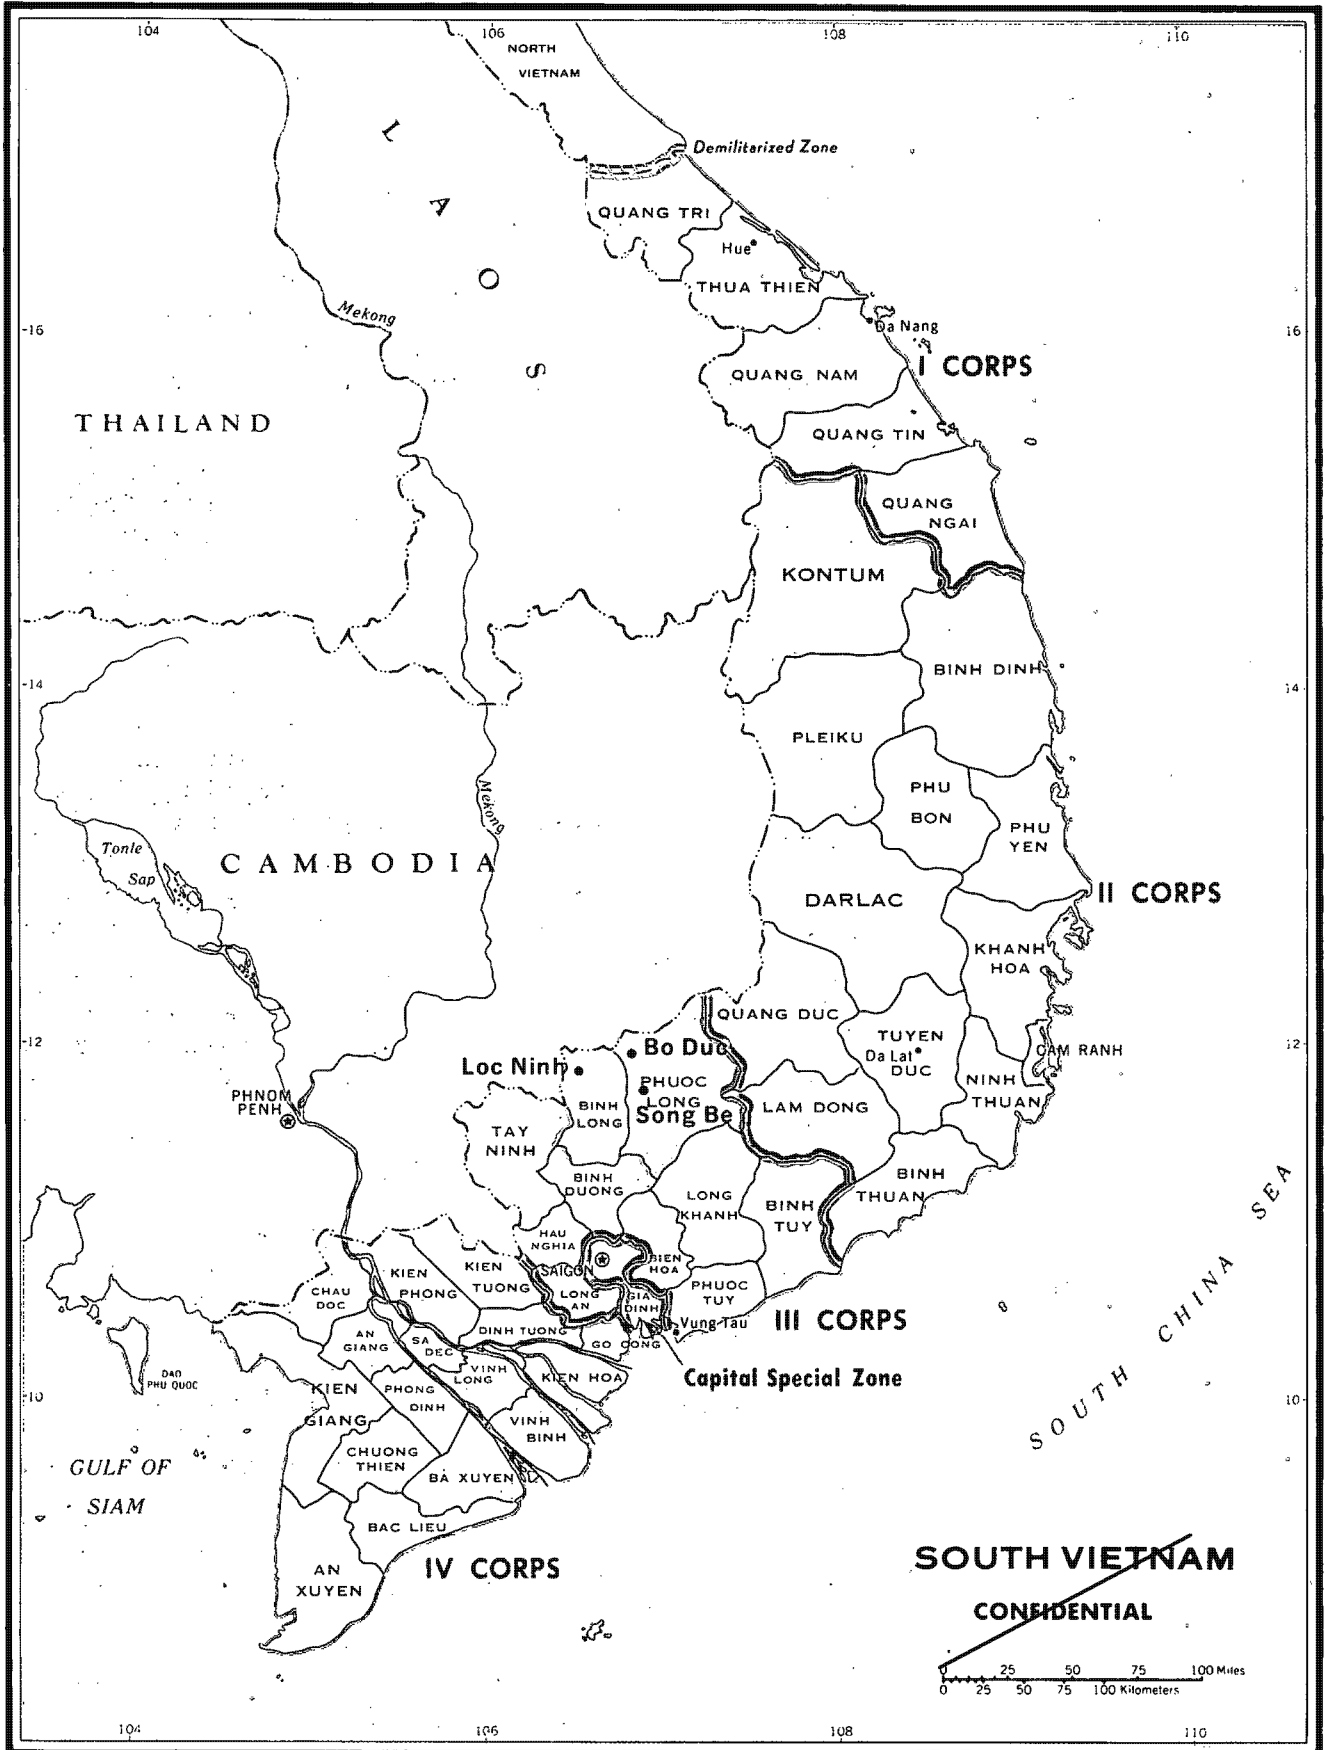 104
106
108
110
NORTH
VIETNAM
Demilitarized Zone
L A O S
QUANG TRI
Hue
THUA THIEN
Mekong
16
Da Nang
16
I CORPS
QUANG NAM
THAILAND
QUANG TIN
QUANG
NGAI
KONTUM
BINH DINH
14
14
PLEIKU
PHU
BON
Mekong
PHU
YEN
Tonle
Sap
CAMBODIA
DARLAC
II CORPS
KHANH
HOA
QUANG DUC
12
TUYEN
DUC
Da Lat
12
CAM RANH
Bo Duc
Loc Ninh
PHUOC
LONG
Song Be
NINH
THUAN
PHNOM
PENH
BINH
LONG
LAM DONG
TAY
NINH
BINH
DUONG
BINH
THUAN
LONG
KHANH
BINH
TUY
HAU
NGHIA
BIEN
HOA
SAIGON
KIEN
TUONG
KIEN
PHONG
CHAU
DOC
LONG
AN
GIA
DINH
PHUOC
TUY
Vung Tau
III CORPS
DINH TUONG
GO CONG
AN
GIANG
SA
DEC
Capital Special Zone
DAO
PHU QUOC
VINH
LONG
KIEN HOA
10
KIEN
GIANG
PHONG
DINH
10
VINH
BINH
CHUONG
THIEN
BA XUYEN
GULF OF
SIAM
SOUTH CHINA SEA
BAC LIEU
AN
XUYEN
IV CORPS
SOUTH VIETNAM
CONFIDENTIAL
0 25 50 75 100 Miles
0 25 50 75 100 Kilometers
104
106
108
110